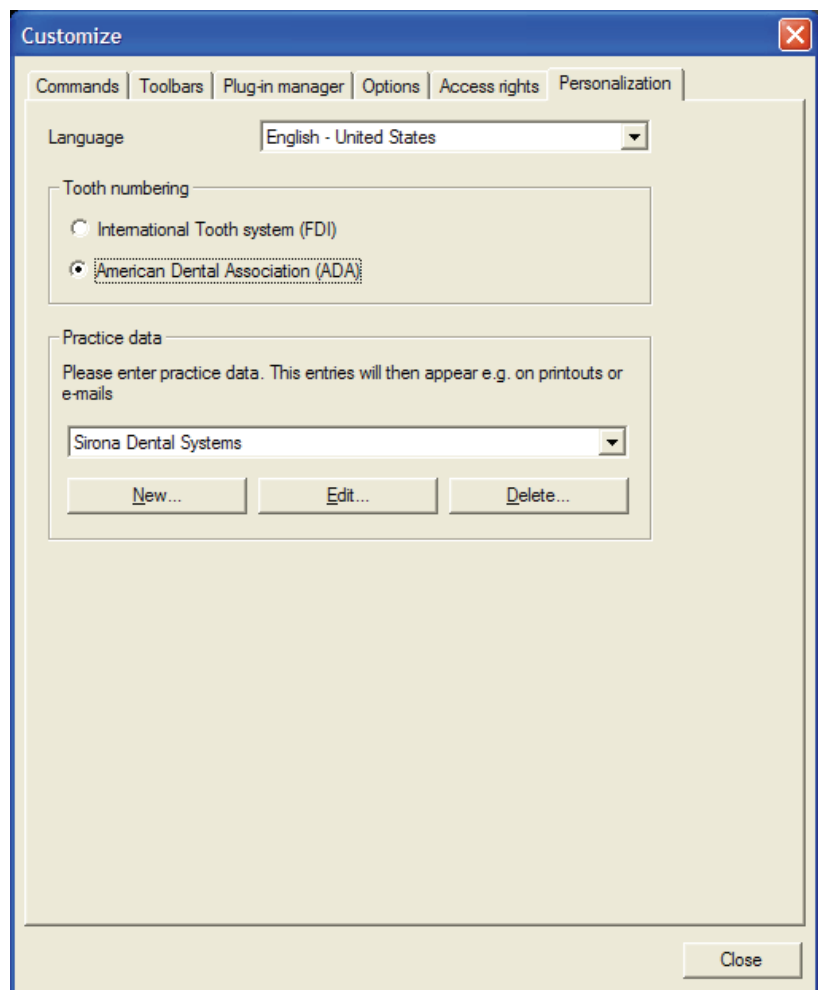 Customize
Commands Toolbars Plug-in manager Options Access rights Personalization
Language English - United States
Tooth numbering
International Tooth system (FDI)
American Dental Association (ADA)
Practice data
Please enter practice data. This entries will then appear e.g. on printouts or
e-mails
Sirona Dental Systems
New... Edit... Delete...
Close